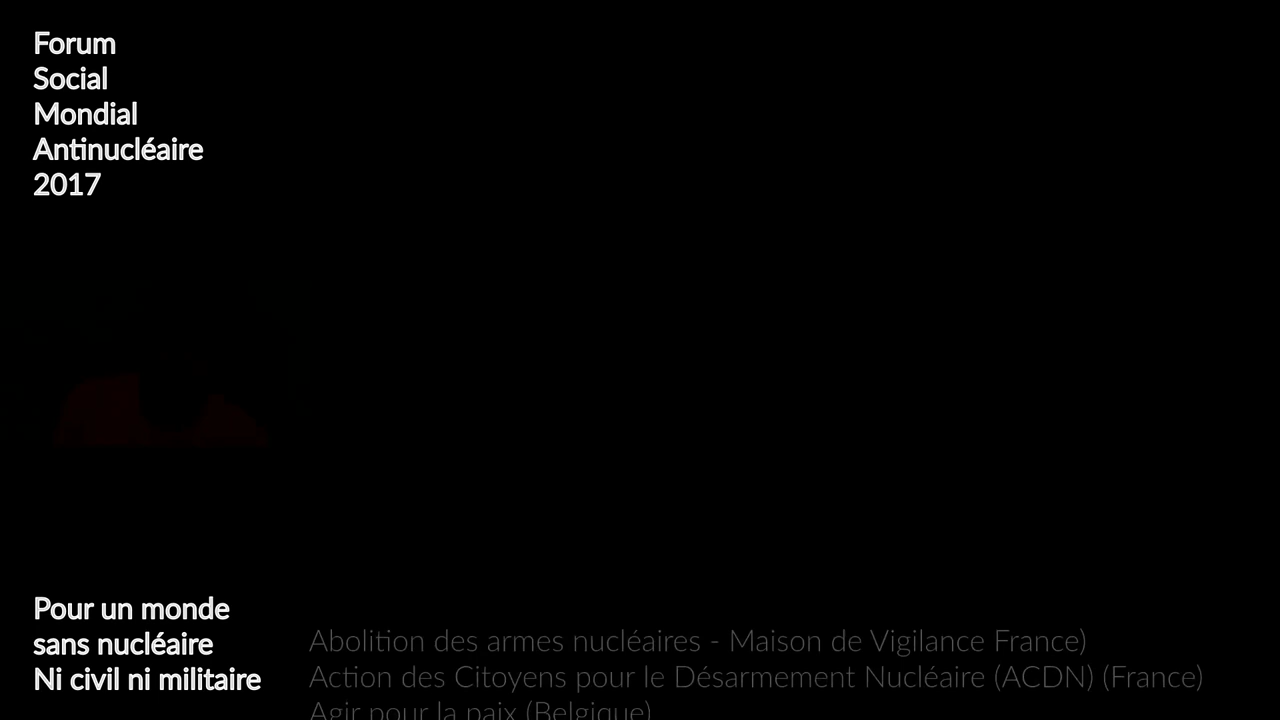 Forum
Social
Mondial
Antinucléaire
2017
Pour un monde
sans nucléaire
Ni civil ni militaire
Abolition des armes nucléaires - Maison de Vigilance France)
Action des Citoyens pour le Désarmement Nucléaire (ACDN) (France)
Agir pour la paix (Belgique)